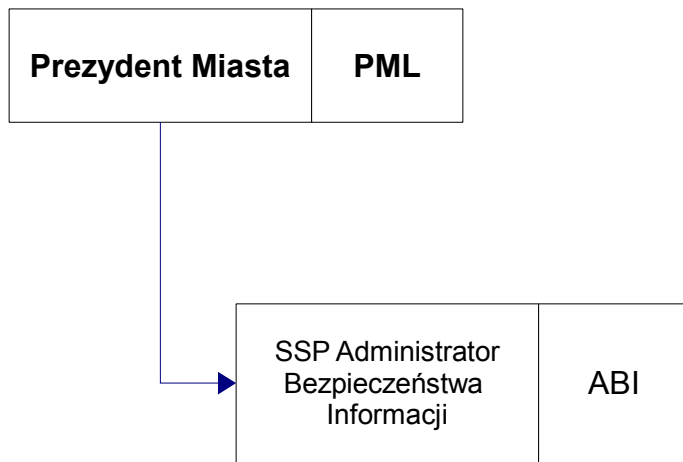 Prezydent Miasta
PML
SSP Administrator
Bezpieczeństwa
Informacji
ABI